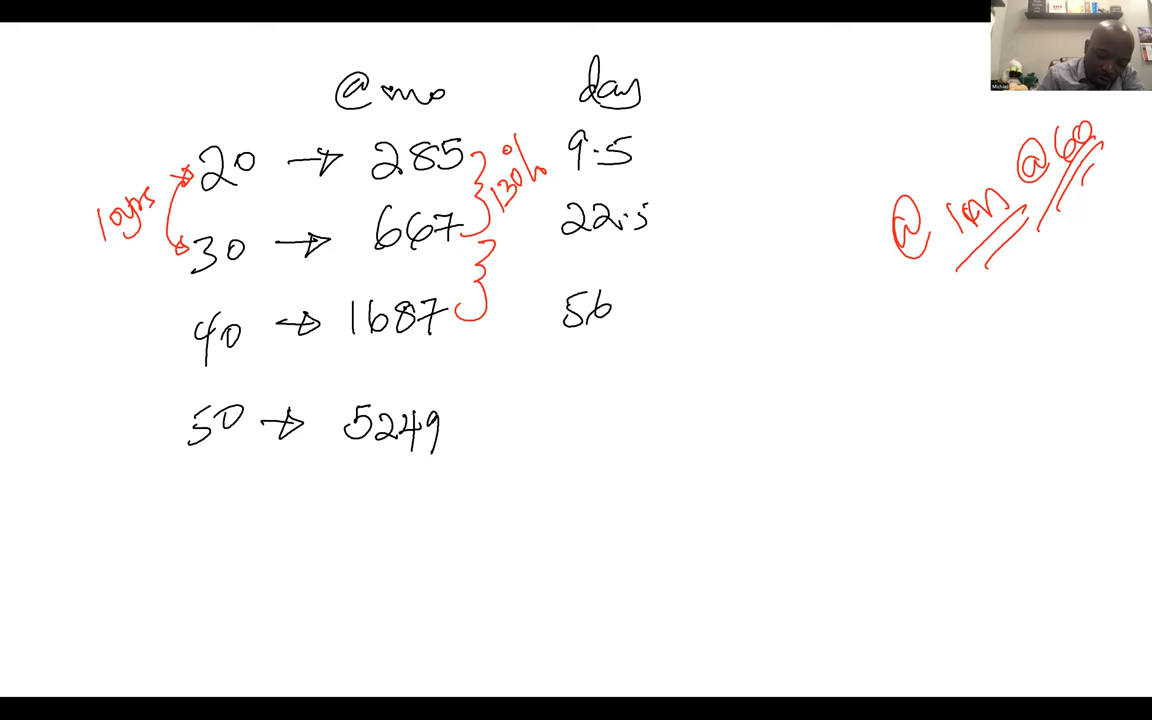 @ mo day
20 → 285 9.5
10yrs
130%
30 → 667 22.5
40 → 1687 56
50 → 5249
@ 1m @ 60
Michael